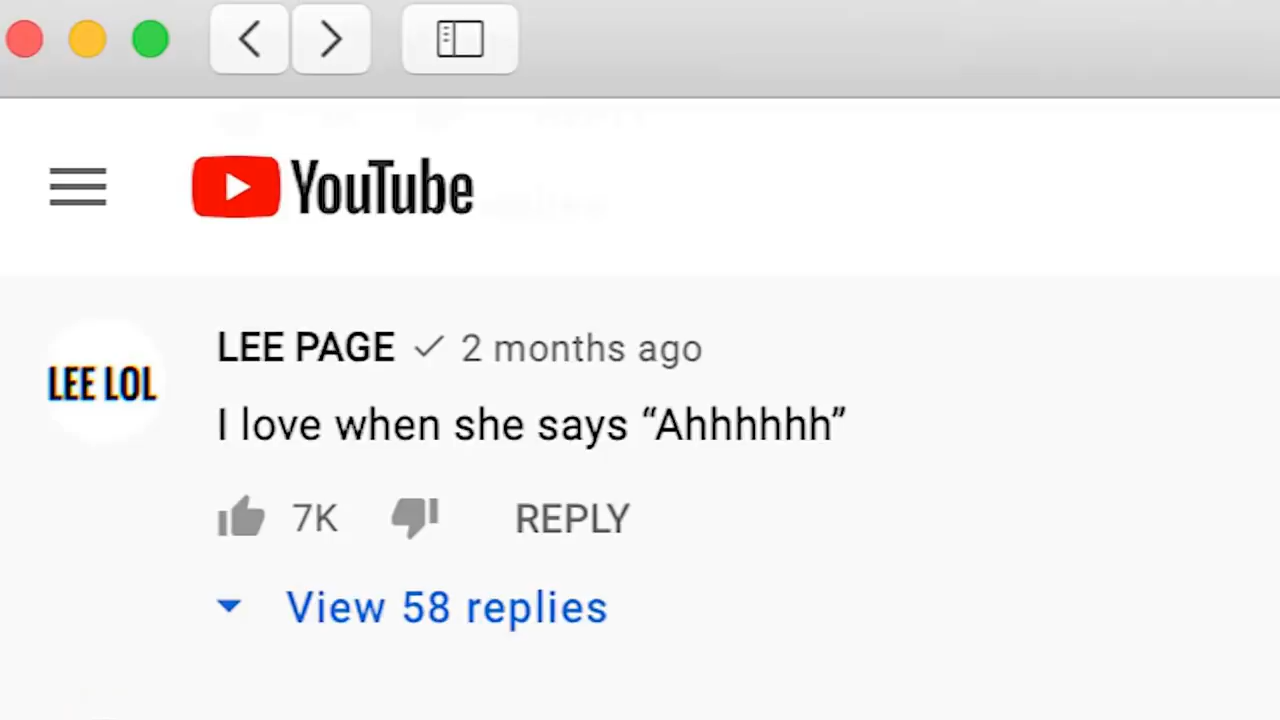 YouTube
LEE LOL
LEE PAGE 2 months ago
I love when she says “Ahhhhhh”
7K REPLY
View 58 replies